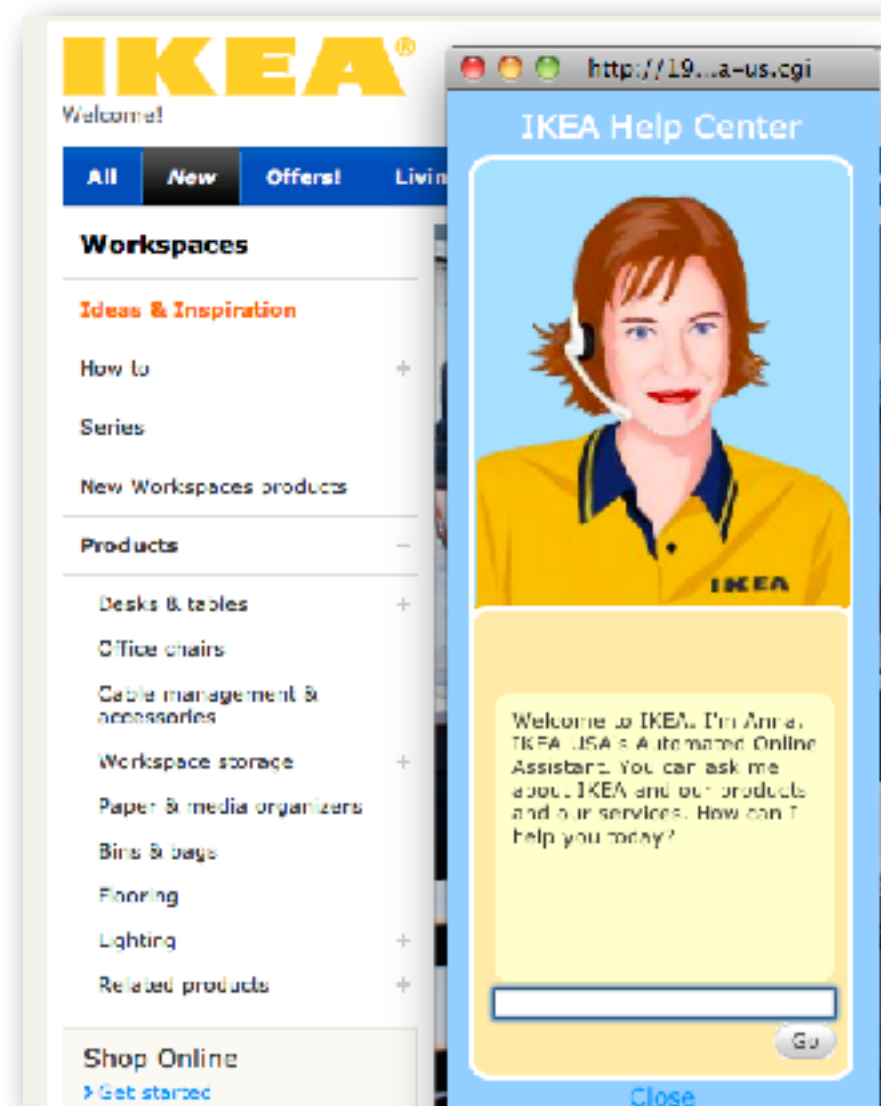 IKEA®
Welcome!
All New Offers! Livin
Workspaces
Ideas & Inspiration
How to +
Series
New Workspaces products
Products –
Desks & tables +
Office chairs
Cable management &
accessories
Workspace storage +
Paper & media organizers
Bins & bags
Flooring
Lighting +
Related products +
Shop Online
> Get started
http://19...a-us.cgi
IKEA Help Center
IKEA
Welcome to IKEA. I'm Anna,
IKEA USA's Automated Online
Assistant. You can ask me
about IKEA and our products
and our services. How can I
help you today?
Go
Close